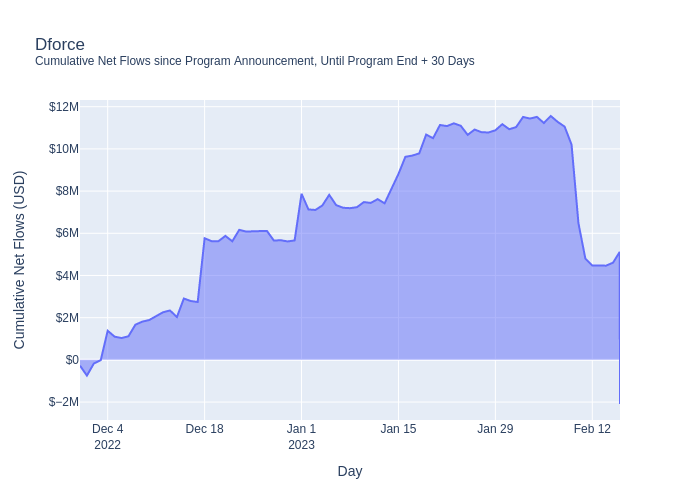 Dforce
Cumulative Net Flows since Program Announcement, Until Program End + 30 Days
Cumulative Net Flows (USD)
$12M
$10M
$8M
$6M
$4M
$2M
$0
$−2M
Dec 4 Dec 18 Jan 1 Jan 15 Jan 29 Feb 12
2022 2023
Day